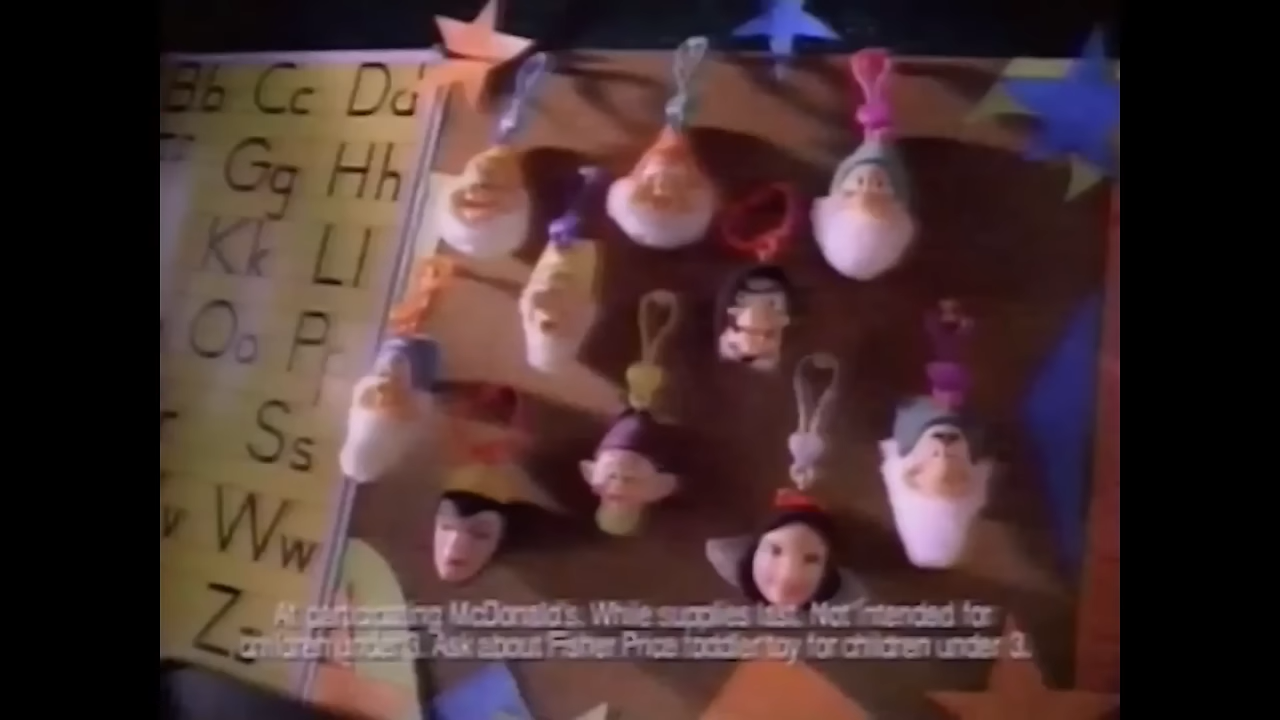 Bb Cc Dd
Gg Hh
Kk Ll
Oo P
Ss
Ww
Z
At participating McDonald's. While supplies last. Not intended for
children under 3. Ask about Fisher Price toddler toy for children under 3.